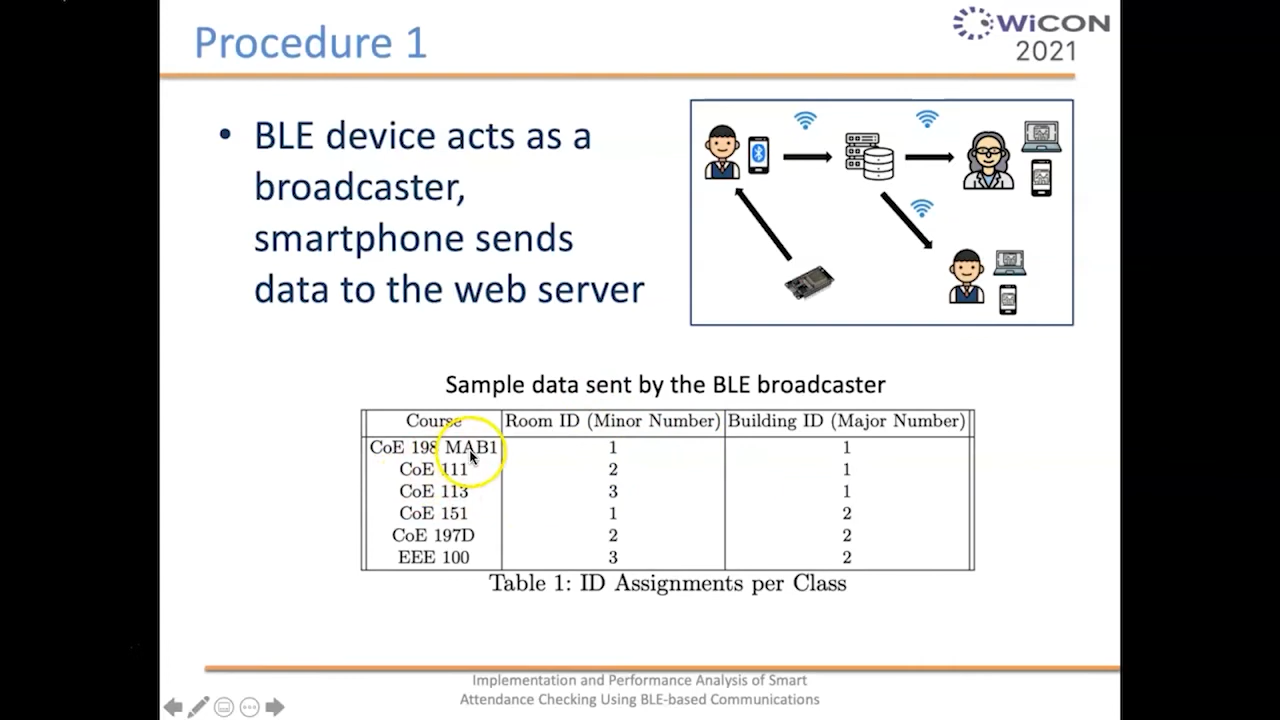 Procedure 1
WiCON
2021
• BLE device acts as a
broadcaster,
smartphone sends
data to the web server
Sample data sent by the BLE broadcaster
Course Room ID (Minor Number) Building ID (Major Number)
CoE 198 MAB1 1 1
CoE 111 2 1
CoE 113 3 1
CoE 151 1 2
CoE 197D 2 2
EEE 100 3 2
Table 1: ID Assignments per Class
Implementation and Performance Analysis of Smart
Attendance Checking Using BLE-based Communications